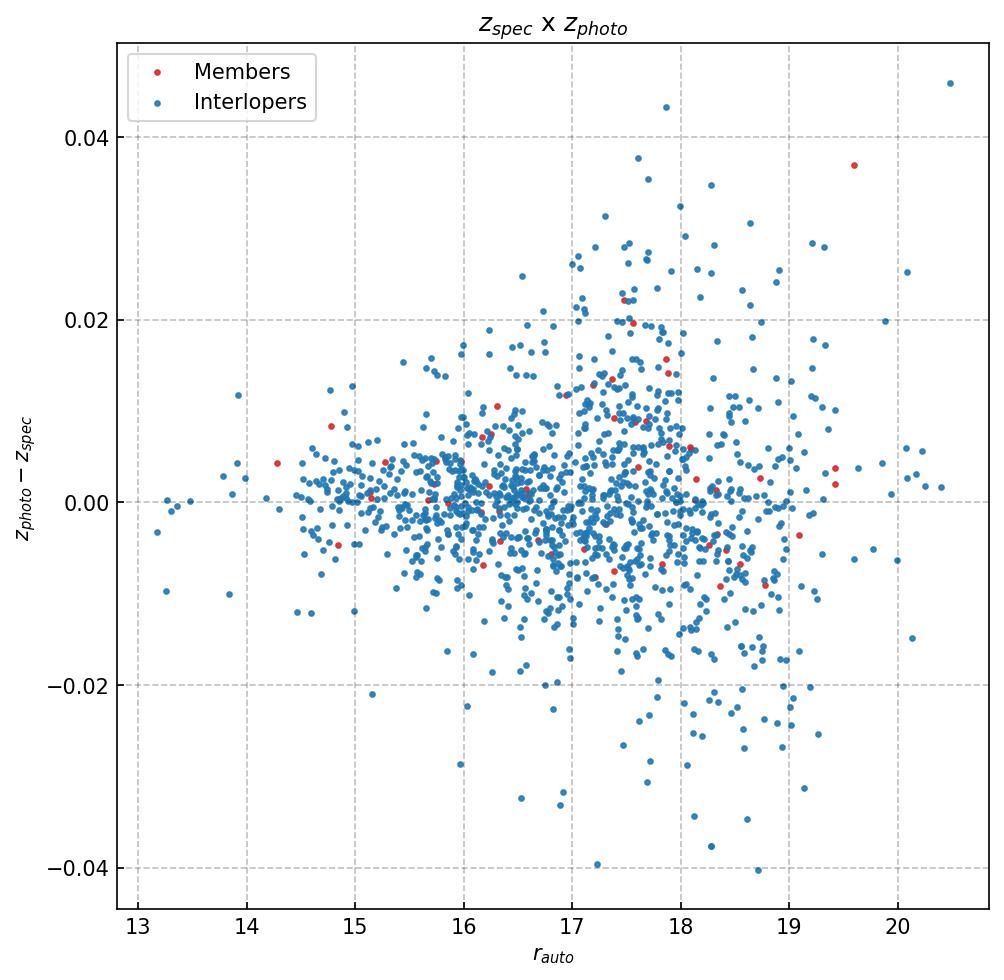 z_spec x z_photo
Members
Interlopers
z_photo − z_spec
0.04
0.02
0.00
−0.02
−0.04
13 14 15 16 17 18 19 20
r_auto